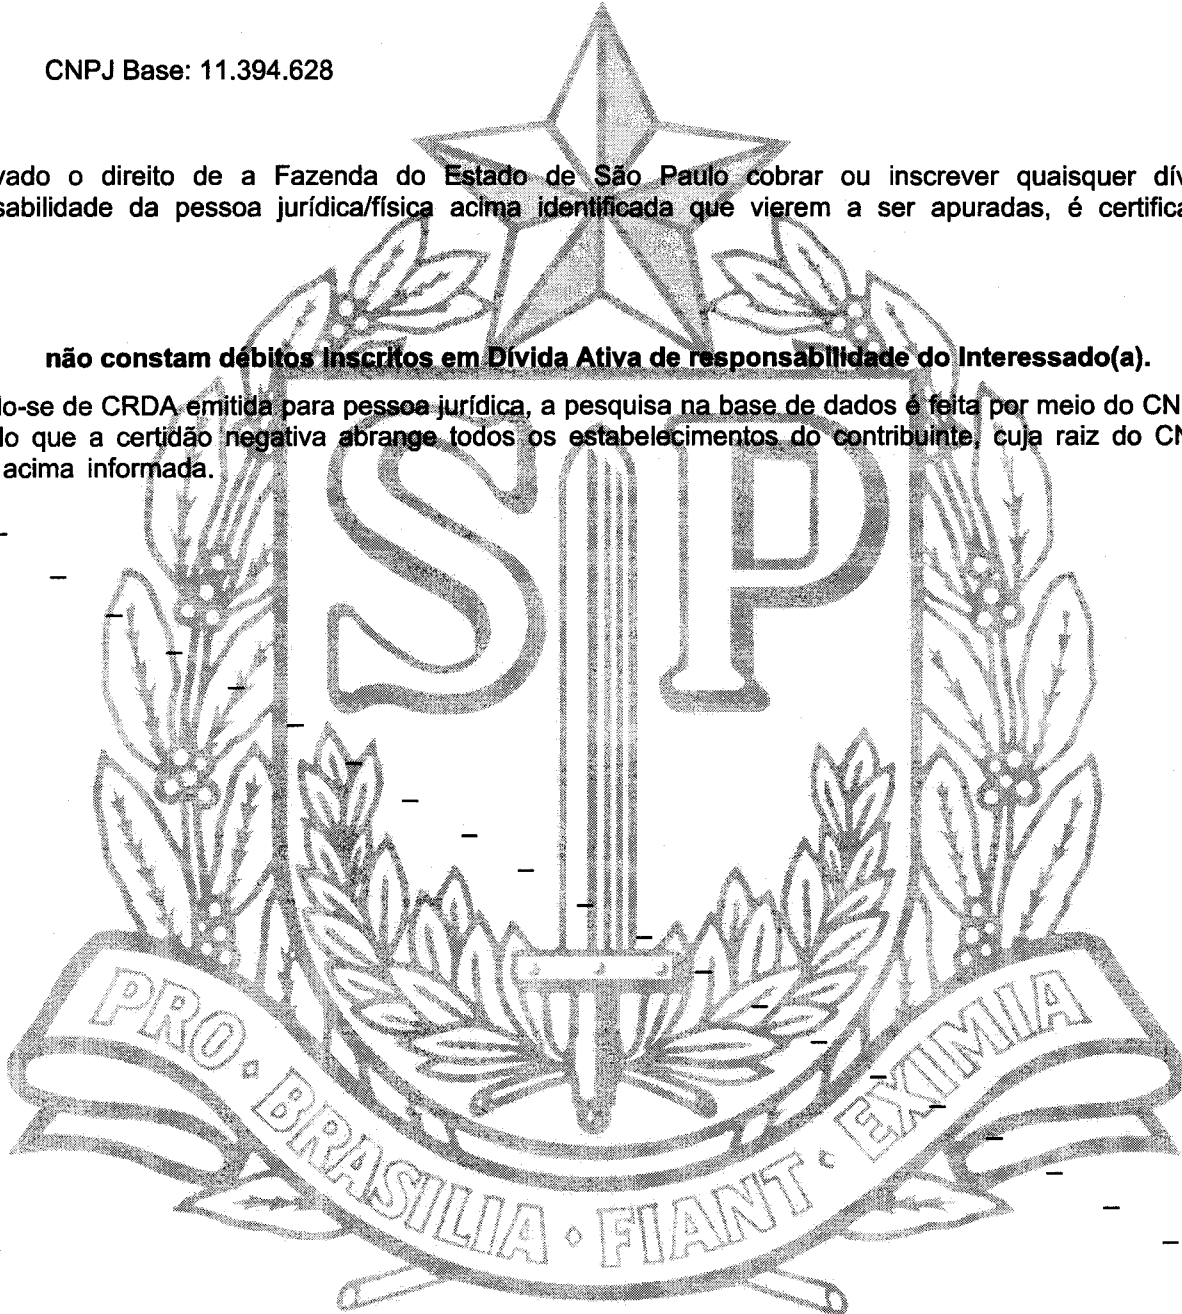 CNPJ Base: 11.394.628
vado o direito de a Fazenda do Estado de São Paulo cobrar ou inscrever quaisquer dív
sabilidade da pessoa jurídica/física acima identificada que vierem a ser apuradas, é certifica
não constam débitos inscritos em Dívida Ativa de responsabilidade do Interessado(a).
do-se de CRDA emitida para pessoa jurídica, a pesquisa na base de dados é feita por meio do CN
do que a certidão negativa abrange todos os estabelecimentos do contribuinte, cuja raiz do CN
acima informada.
SP
PRO · BRASILIA · FIANT · EXIMIA